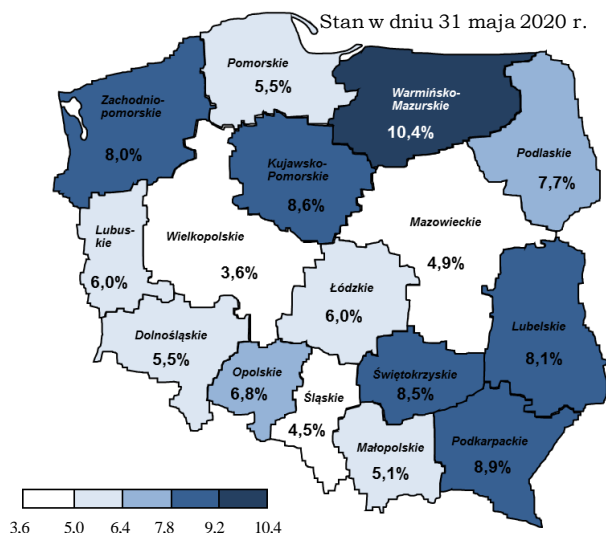 Stan w dniu 31 maja 2020 r.
Pomorskie
5,5%
Warmińsko-
Mazurskie
10,4%
Zachodnio-
pomorskie
8,0%
Podlaskie
7,7%
Kujawsko-
Pomorskie
8,6%
Mazowieckie
4,9%
Lubus-
kie
6,0%
Wielkopolskie
3,6%
Łódzkie
6,0%
Lubelskie
8,1%
Dolnośląskie
5,5%
Opolskie
6,8%
Śląskie
4,5%
Świętokrzyskie
8,5%
Małopolskie
5,1%
Podkarpackie
8,9%
3.6 5.0 6.4 7.8 9.2 10.4